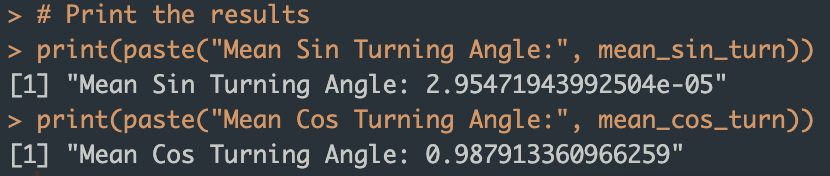 > # Print the results
> print(paste("Mean Sin Turning Angle:", mean_sin_turn))
[1] "Mean Sin Turning Angle: 2.95471943992504e-05"
> print(paste("Mean Cos Turning Angle:", mean_cos_turn))
[1] "Mean Cos Turning Angle: 0.987913360966259"